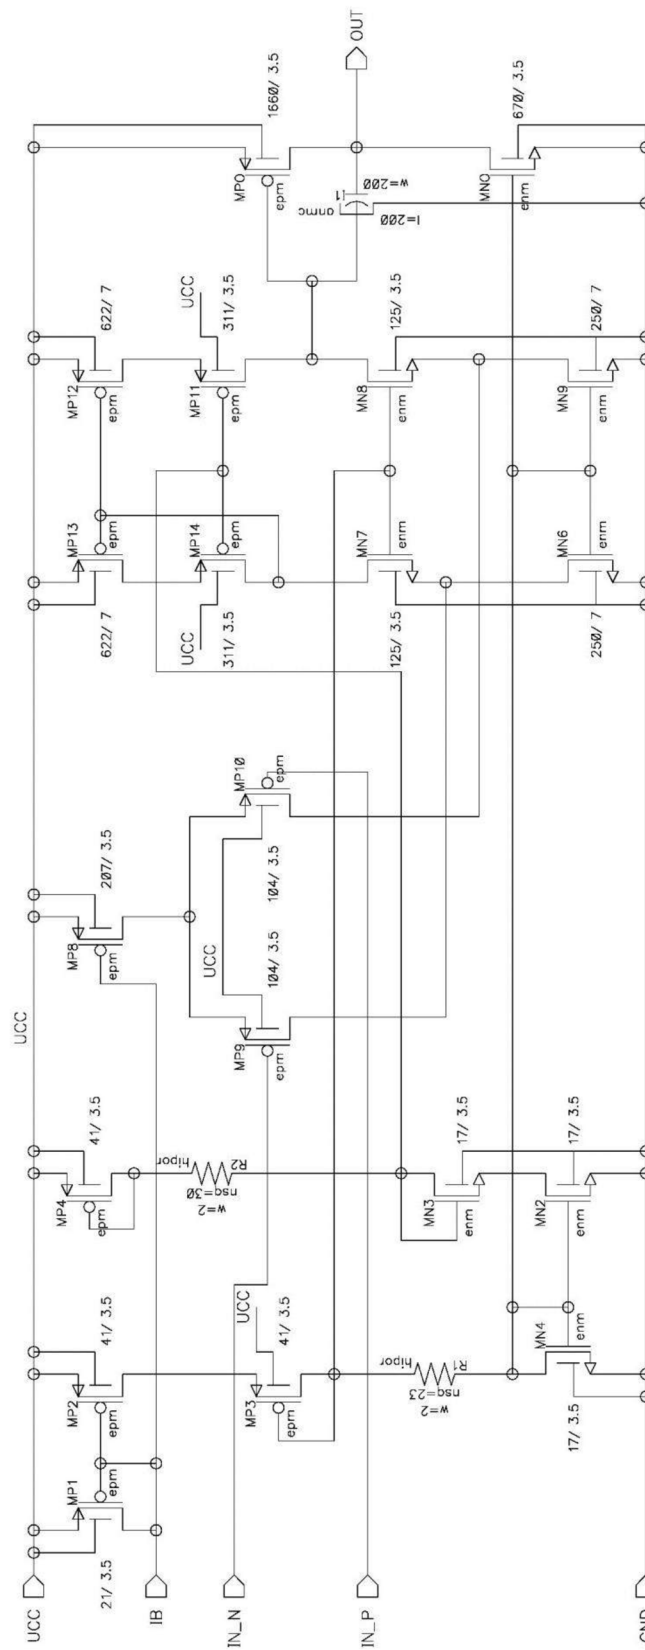 UCC
UCC
IB
IN_N
IN_P
GND
OUT
MP1
epm
21/ 3.5
MP2
epm
41/ 3.5
MP3
epm
UCC
41/ 3.5
hipor
R1
nsq=23
w=2
MN4
enm
17/ 3.5
MP4
epm
41/ 3.5
hipor
R2
nsq=30
w=2
MN3
enm
17/ 3.5
MN2
enm
17/ 3.5
MP8
epm
207/ 3.5
MP9
epm
104/ 3.5
UCC
MP10
epm
104/ 3.5
MP13
epm
622/ 7
MP12
epm
622/ 7
MP14
epm
UCC
311/ 3.5
MP11
epm
UCC
311/ 3.5
MN7
enm
125/ 3.5
MN8
enm
125/ 3.5
MN6
enm
250/ 7
MN9
enm
250/ 7
MP0
epm
1660/ 3.5
w=200
l=200
MN0
enm
670/ 3.5